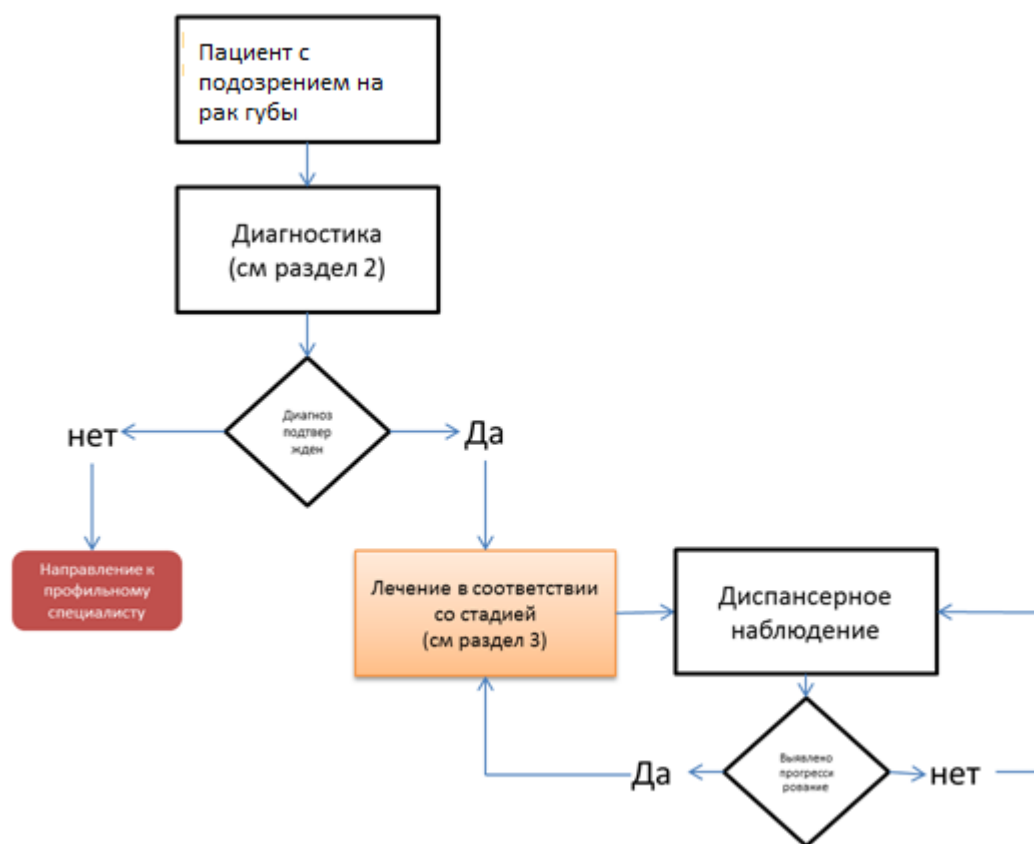 Пациент с
подозрением на
рак губы
Диагностика
(см раздел 2)
Диагноз
подтвер
жден
нет
Да
Направление к
профильному
специалисту
Лечение в соответствии
со стадией
(см раздел 3)
Диспансерное
наблюдение
Выявлено
прогресси
рование
Да
нет